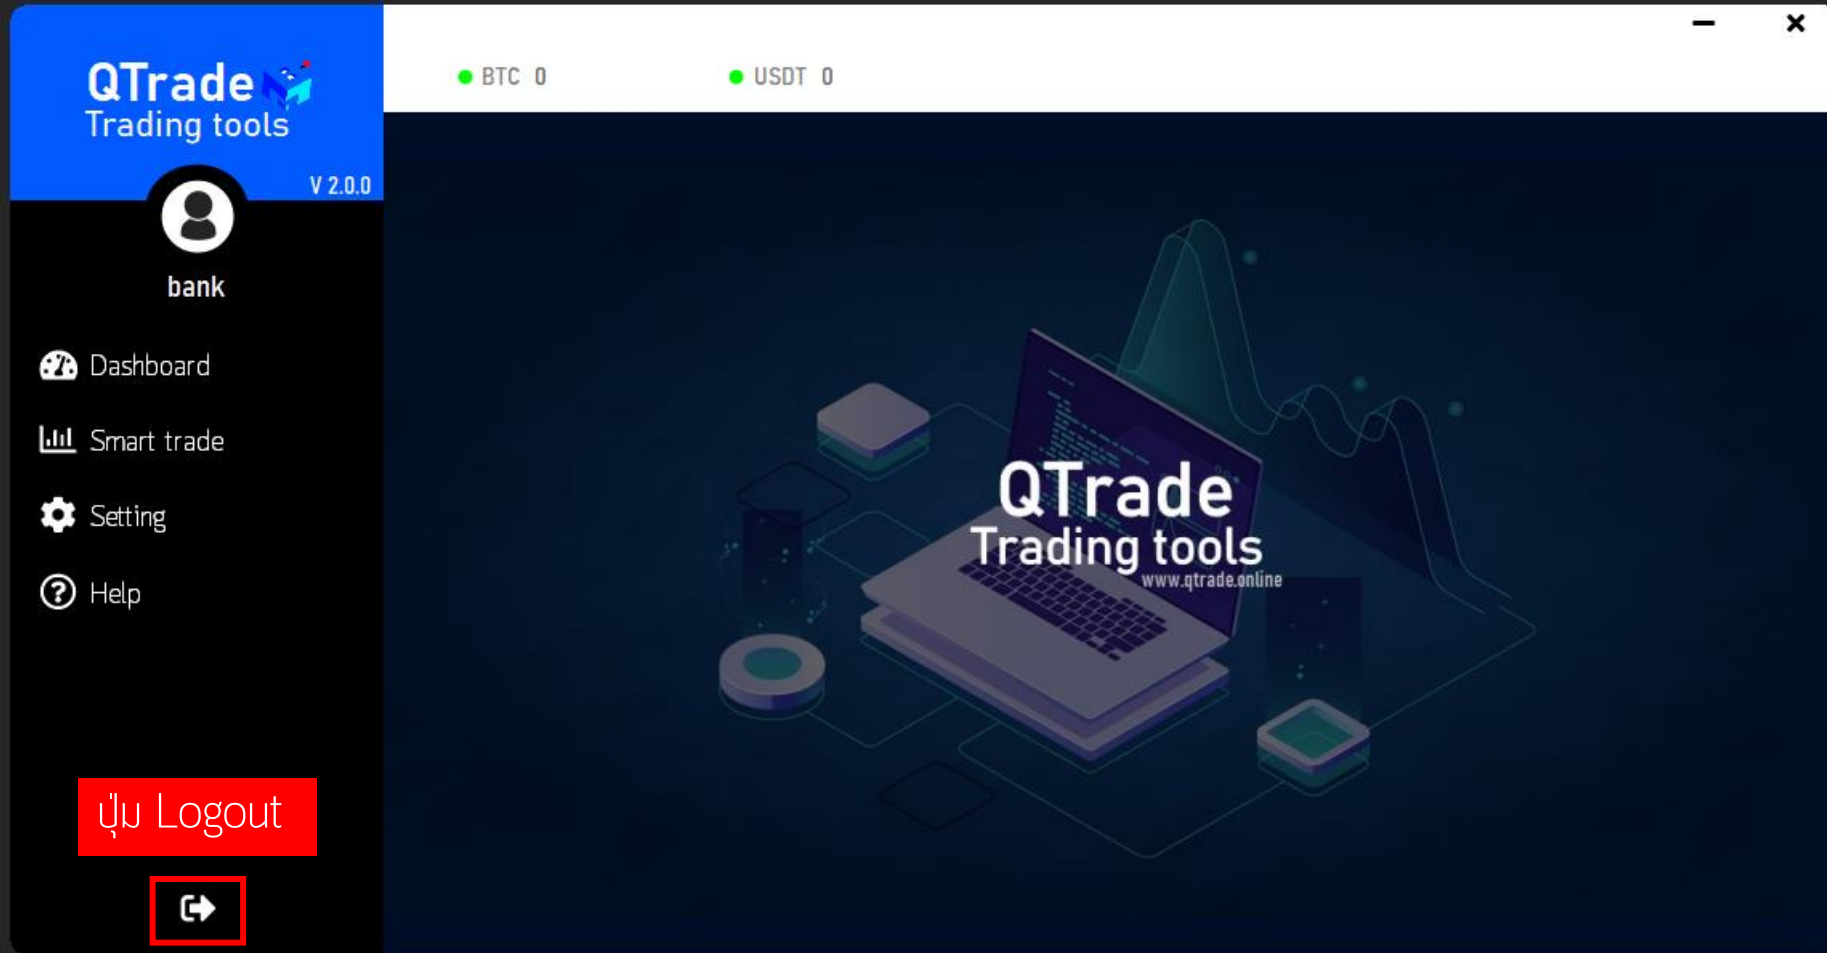 QTrade
Trading tools
V 2.0.0
bank
Dashboard
Smart trade
Setting
Help
ปุ่ม Logout
BTC 0
USDT 0
QTrade
Trading tools
www.qtrade.online